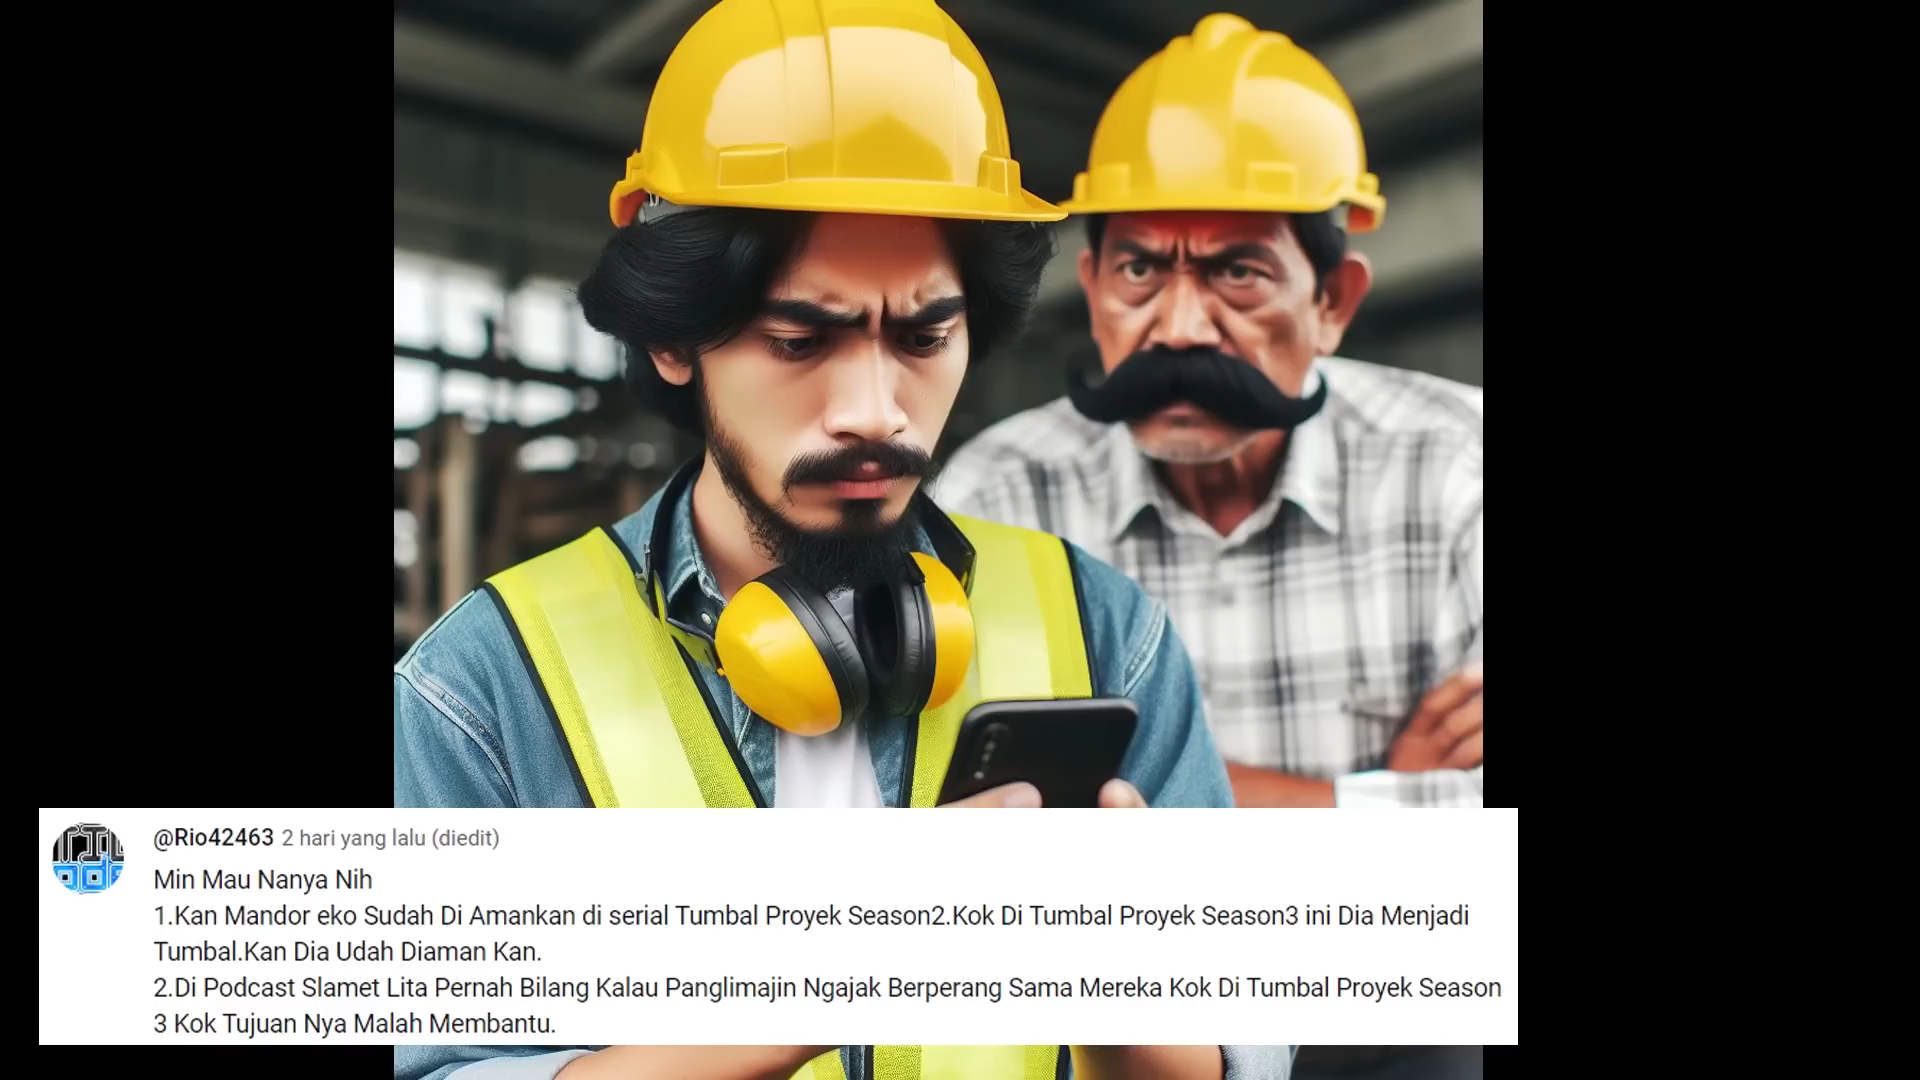 @Rio42463 2 hari yang lalu (diedit)
Min Mau Nanya Nih
1.Kan Mandor eko Sudah Di Amankan di serial Tumbal Proyek Season2.Kok Di Tumbal Proyek Season3 ini Dia Menjadi
Tumbal.Kan Dia Udah Diaman Kan.
2.Di Podcast Slamet Lita Pernah Bilang Kalau Panglimajin Ngajak Berperang Sama Mereka Kok Di Tumbal Proyek Season
3 Kok Tujuan Nya Malah Membantu.